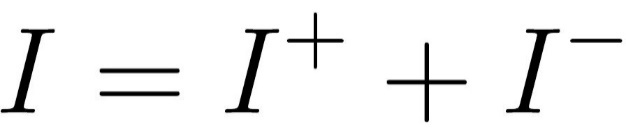 I = I⁺ + I⁻